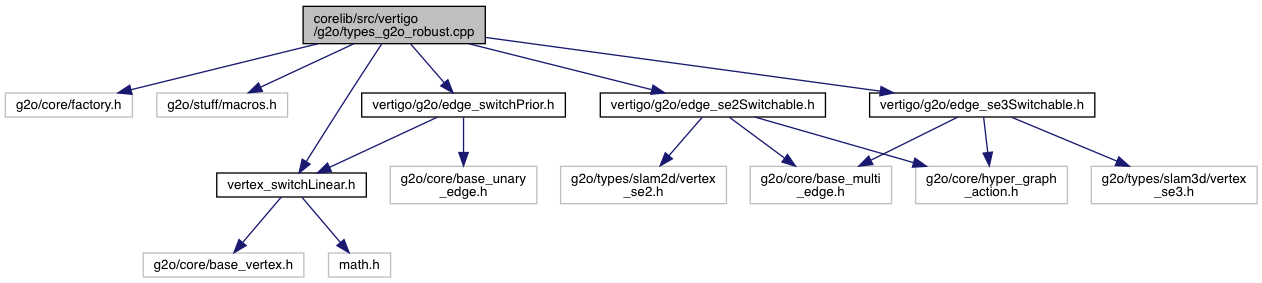 corelib/src/vertigo
/g2o/types_g2o_robust.cpp
g2o/core/factory.h
g2o/stuff/macros.h
vertigo/g2o/edge_switchPrior.h
vertigo/g2o/edge_se2Switchable.h
vertigo/g2o/edge_se3Switchable.h
vertex_switchLinear.h
g2o/core/base_unary
_edge.h
g2o/types/slam2d/vertex
_se2.h
g2o/core/base_multi
_edge.h
g2o/core/hyper_graph
_action.h
g2o/types/slam3d/vertex
_se3.h
g2o/core/base_vertex.h
math.h